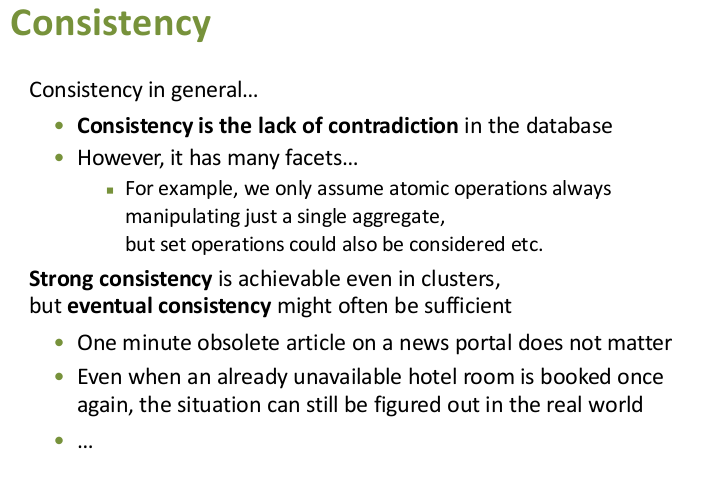 Consistency
Consistency in general…
• Consistency is the lack of contradiction in the database
• However, it has many facets…
▪ For example, we only assume atomic operations always
manipulating just a single aggregate,
but set operations could also be considered etc.
Strong consistency is achievable even in clusters,
but eventual consistency might often be sufficient
• One minute obsolete article on a news portal does not matter
• Even when an already unavailable hotel room is booked once
again, the situation can still be figured out in the real world
• …